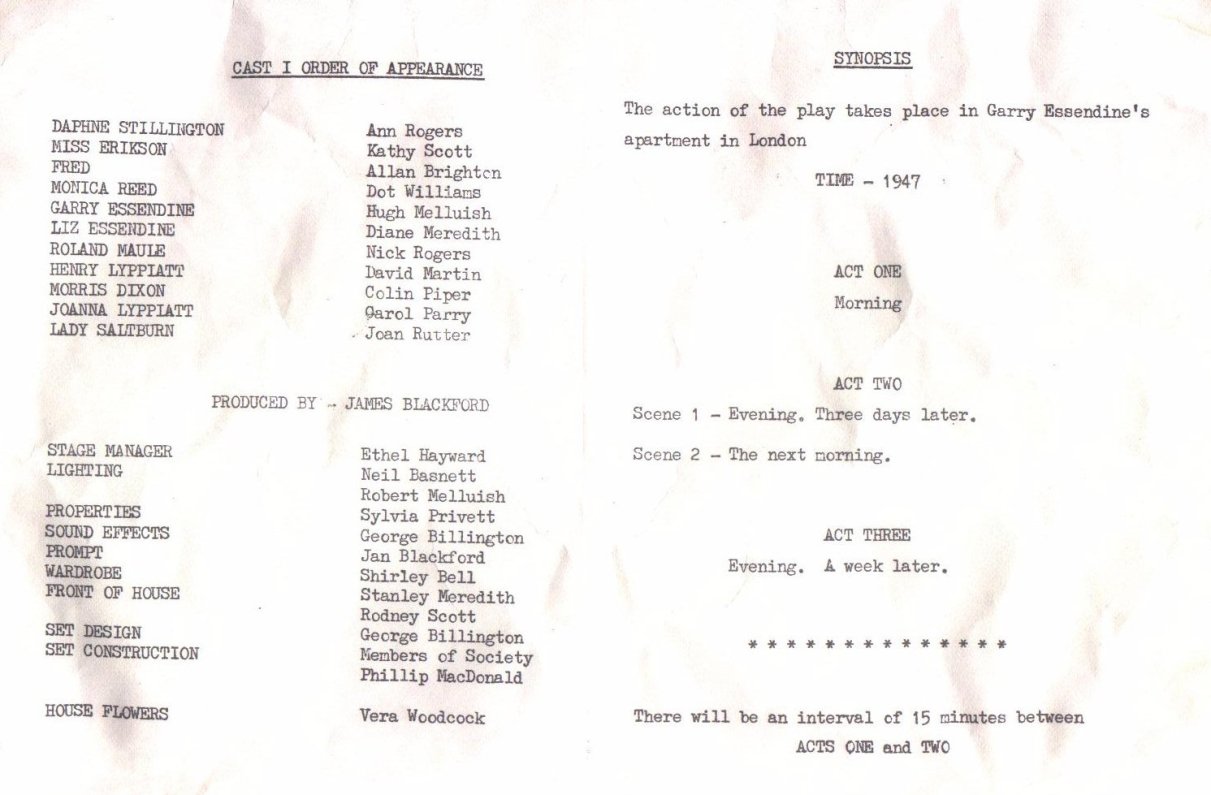 CAST I ORDER OF APPEARANCE
DAPHNE STILLINGTON Ann Rogers
MISS ERIKSON Kathy Scott
FRED Allan Brighton
MONICA REED Dot Williams
GARRY ESSENDINE Hugh Melluish
LIZ ESSENDINE Diane Meredith
ROLAND MAULE Nick Rogers
HENRY LYPPIATT David Martin
MORRIS DIXON Colin Piper
JOANNA LYPPIATT Carol Parry
LADY SALTBURN Joan Rutter
PRODUCED BY - JAMES BLACKFORD
STAGE MANAGER Ethel Hayward
LIGHTING Neil Basnett
Robert Melluish
PROPERTIES Sylvia Privett
SOUND EFFECTS George Billington
PROMPT Jan Blackford
WARDROBE Shirley Bell
FRONT OF HOUSE Stanley Meredith
Rodney Scott
SET DESIGN George Billington
SET CONSTRUCTION Members of Society
Phillip MacDonald
HOUSE FLOWERS Vera Woodcock
SYNOPSIS
The action of the play takes place in Garry Essendine's
apartment in London
TIME - 1947
ACT ONE
Morning
ACT TWO
Scene 1 - Evening. Three days later.
Scene 2 - The next morning.
ACT THREE
Evening. A week later.
* * * * * * * * * * * * * *
There will be an interval of 15 minutes between
ACTS ONE and TWO